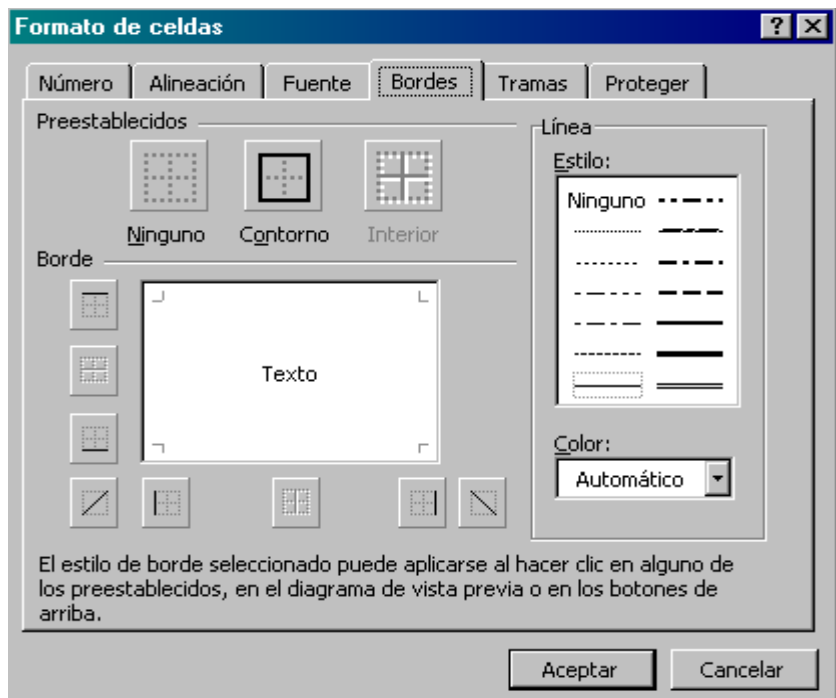 Formato de celdas
Número Alineación Fuente Bordes Tramas Proteger
Preestablecidos
Ninguno Contorno Interior
Borde
Texto
Línea
Estilo:
Ninguno
Color:
Automático
El estilo de borde seleccionado puede aplicarse al hacer clic en alguno de
los preestablecidos, en el diagrama de vista previa o en los botones de
arriba.
Aceptar Cancelar